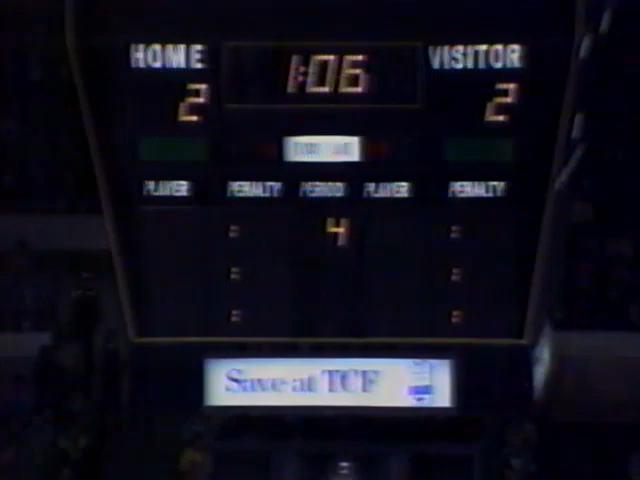 HOME 1:06 VISITOR
2 2
PLAYER PENALTY PERIOD PLAYER PENALTY
: 4 :
: :
: :
Save at TCF